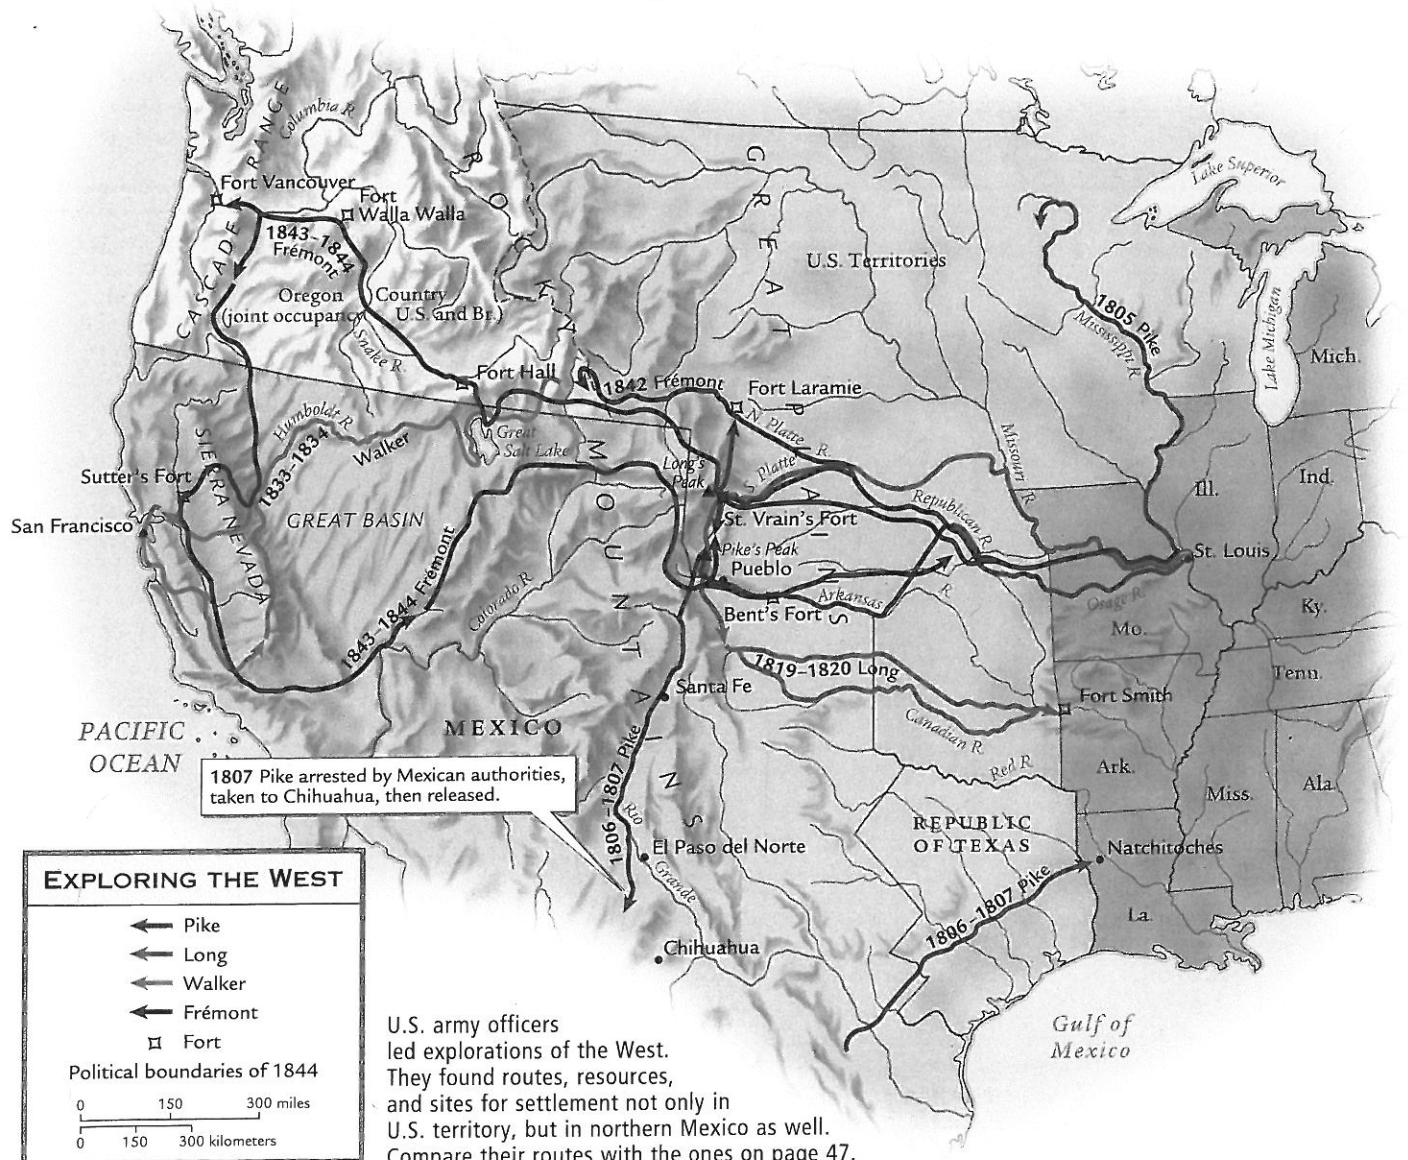 Columbia R.
CASCADE RANGE
Fort Vancouver
Fort
Walla Walla
1843–1844
Frémont
Oregon Country
(joint occupancy U.S. and Br.)
Snake R.
Fort Hall
1842 Frémont
Fort Laramie
N. Platte R.
S. Platte
ROCKY MOUNTAINS
GREAT PLAINS
U.S. Territories
Lake Superior
Lake Michigan
Mich.
1805 Pike
Mississippi R.
Missouri R.
Humboldt R.
1833–1834 Walker
Great
Salt Lake
Long's
Peak
SIERRA NEVADA
Sutter's Fort
San Francisco
GREAT BASIN
St. Vrain's Fort
Republican R.
Ill.
Ind.
St. Louis
Pike's Peak
Pueblo
Bent's Fort
Arkansas R.
Osage R.
Mo.
Ky.
1843–1844 Frémont
Colorado R.
1819–1820 Long
Santa Fe
Fort Smith
Tenn.
Canadian R.
Red R.
PACIFIC
OCEAN
MEXICO
1807 Pike arrested by Mexican authorities,
taken to Chihuahua, then released.
1806–1807 Pike
Rio Grande
El Paso del Norte
Chihuahua
REPUBLIC
OF TEXAS
Ark.
Miss.
Ala.
Natchitoches
La.
1806–1807 Pike
Gulf of
Mexico
EXPLORING THE WEST
Pike
Long
Walker
Frémont
Fort
Political boundaries of 1844
0 150 300 miles
0 150 300 kilometers
U.S. army officers
led explorations of the West.
They found routes, resources,
and sites for settlement not only in
U.S. territory, but in northern Mexico as well.
Compare their routes with the ones on page 47.